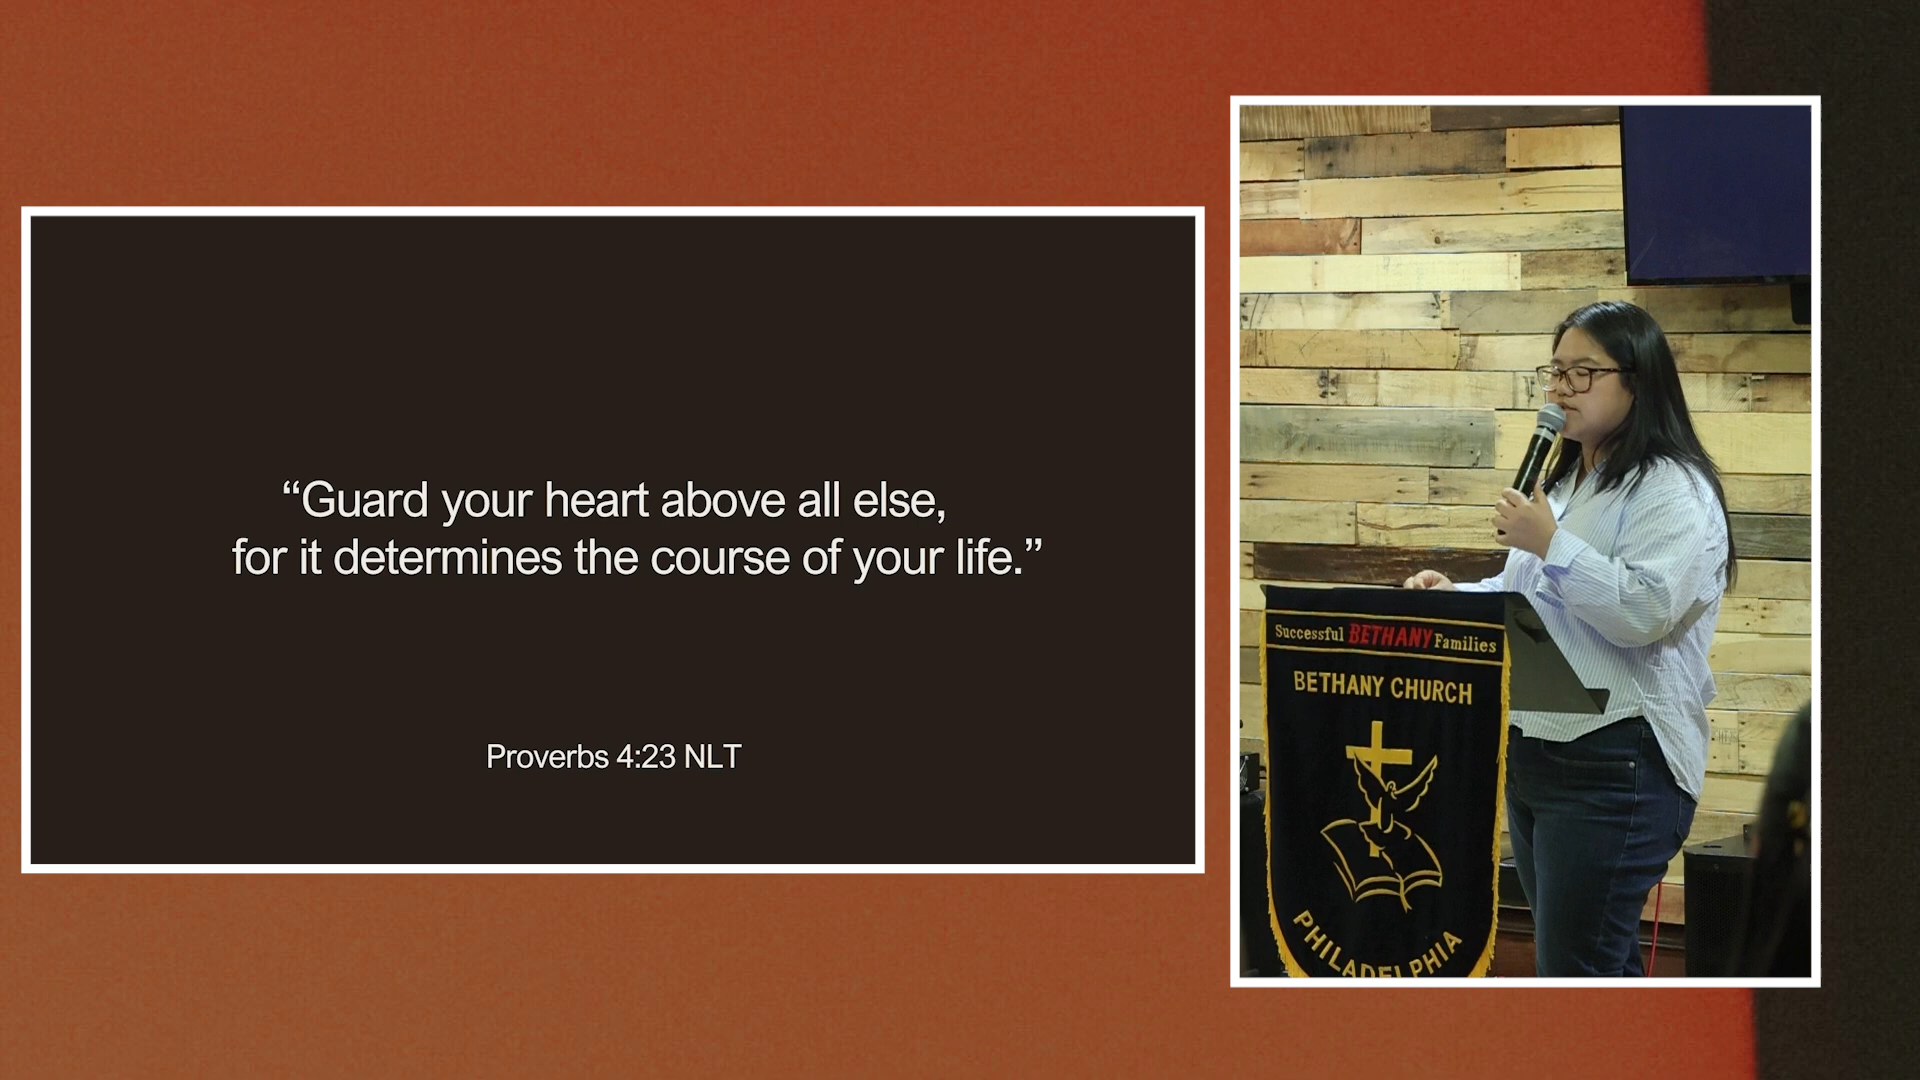 “Guard your heart above all else,
for it determines the course of your life.”
Proverbs 4:23 NLT
Successful BETHANY Families
BETHANY CHURCH
PHILADELPHIA